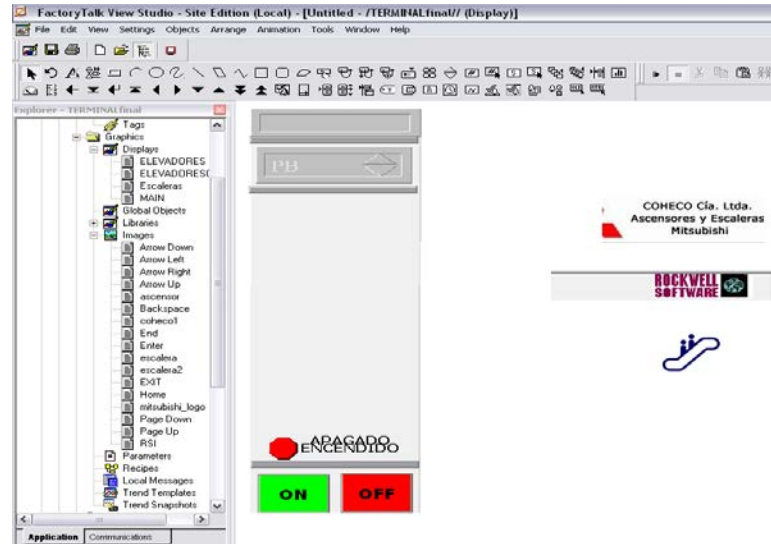 FactoryTalk View Studio - Site Edition (Local) - [Untitled - /TERMINALfinal// (Display)]
File Edit View Settings Objects Arrange Animation Tools Window Help
Explorer - TERMINALfinal
Tags
Graphics
Displays
ELEVADORES
Escaleras
MAIN
Global Objects
Libraries
Images
Arrow Down
Arrow Left
Arrow Right
Arrow Up
ascensor
Backspace
coheco1
End
Enter
escalera
escalera2
EXIT
Home
mitsubishi_logo
Page Down
Page Up
RSI
Parameters
Recipes
Local Messages
Trend Templates
Trend Snapshots
Application Communications
PB
APAGADO
ENCENDIDO
ON OFF
COHECO Cía. Ltda.
Ascensores y Escaleras
Mitsubishi
ROCKWELL
SOFTWARE